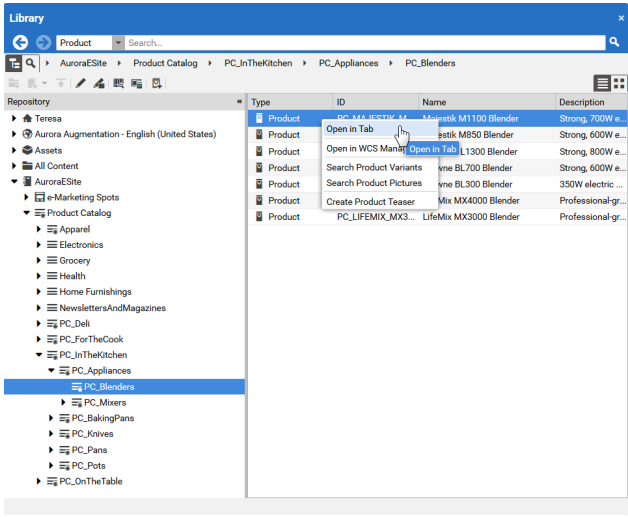 Library
Product Search...
AuroraESite Product Catalog PC_InTheKitchen PC_Appliances PC_Blenders
Repository
Teresa
Aurora Augmentation - English (United States)
Assets
All Content
AuroraESite
e-Marketing Spots
Product Catalog
Apparel
Electronics
Grocery
Health
Home Furnishings
NewslettersAndMagazines
PC_Deli
PC_ForTheCook
PC_InTheKitchen
PC_Appliances
PC_Blenders
PC_Mixers
PC_BakingPans
PC_Knives
PC_Pans
PC_Pots
PC_OnTheTable
Type ID Name Description
Product Majestik M1100 Blender Strong, 700W e...
Product estik M850 Blender Strong, 600W e...
Product L1300 Blender Strong, 800W e...
Product wne BL700 Blender Strong, 600W e...
Product wne BL300 Blender 350W electric ...
Product Mix MX4000 Blender Professional-gr...
Product PC_LIFEMIX_MX3... LifeMix MX3000 Blender Professional-gr...
Open in Tab
Open in WCS Mana
Open in Tab
Search Product Variants
Search Product Pictures
Create Product Teaser